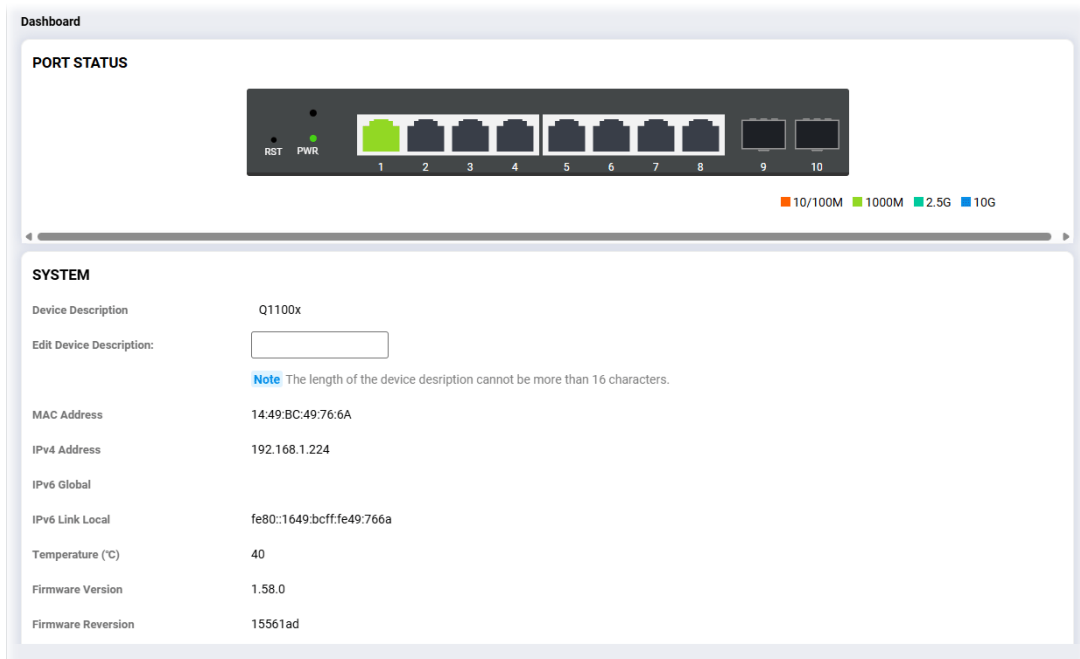 Dashboard
PORT STATUS
RST PWR
1 2 3 4 5 6 7 8 9 10
10/100M 1000M 2.5G 10G
SYSTEM
Device Description Q1100x
Edit Device Description:
Note The length of the device desription cannot be more than 16 characters.
MAC Address 14:49:BC:49:76:6A
IPv4 Address 192.168.1.224
IPv6 Global
IPv6 Link Local fe80::1649:bcff:fe49:766a
Temperature (℃) 40
Firmware Version 1.58.0
Firmware Reversion 15561ad